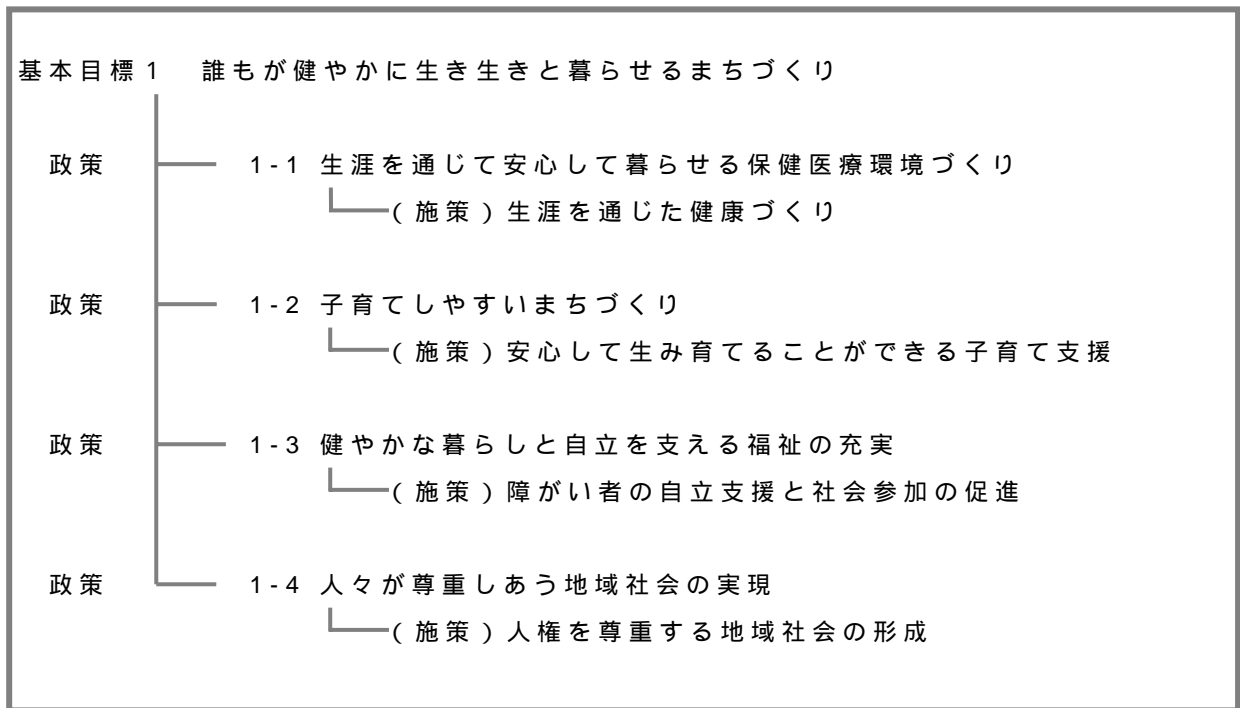 基本目標1 誰もが健やかに生き生きと暮らせるまちづくり
政策 1-1 生涯を通じて安心して暮らせる保健医療環境づくり
(施策)生涯を通じた健康づくり
政策 1-2 子育てしやすいまちづくり
(施策)安心して生み育てることができる子育て支援
政策 1-3 健やかな暮らしと自立を支える福祉の充実
(施策)障がい者の自立支援と社会参加の促進
政策 1-4 人々が尊重しあう地域社会の実現
(施策)人権を尊重する地域社会の形成